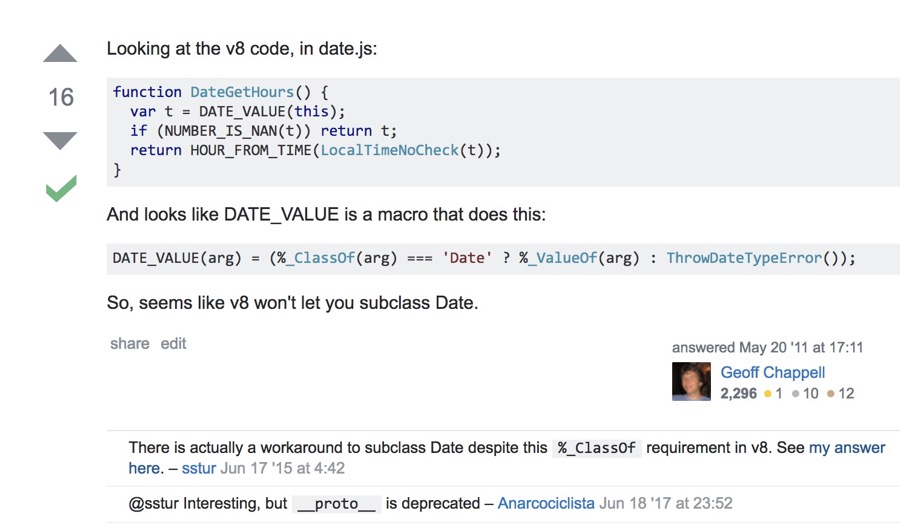 Looking at the v8 code, in date.js:
16
function DateGetHours() {
  var t = DATE_VALUE(this);
  if (NUMBER_IS_NAN(t)) return t;
  return HOUR_FROM_TIME(LocalTimeNoCheck(t));
}
And looks like DATE_VALUE is a macro that does this:
DATE_VALUE(arg) = (%_ClassOf(arg) === 'Date' ? %_ValueOf(arg) : ThrowDateTypeError());
So, seems like v8 won't let you subclass Date.
share edit
answered May 20 '11 at 17:11
Geoff Chappell
2,296 1 10 12
There is actually a workaround to subclass Date despite this %_ClassOf requirement in v8. See my answer
here. – sstur Jun 17 '15 at 4:42
@sstur Interesting, but __proto__ is deprecated – Anarcociclista Jun 18 '17 at 23:52